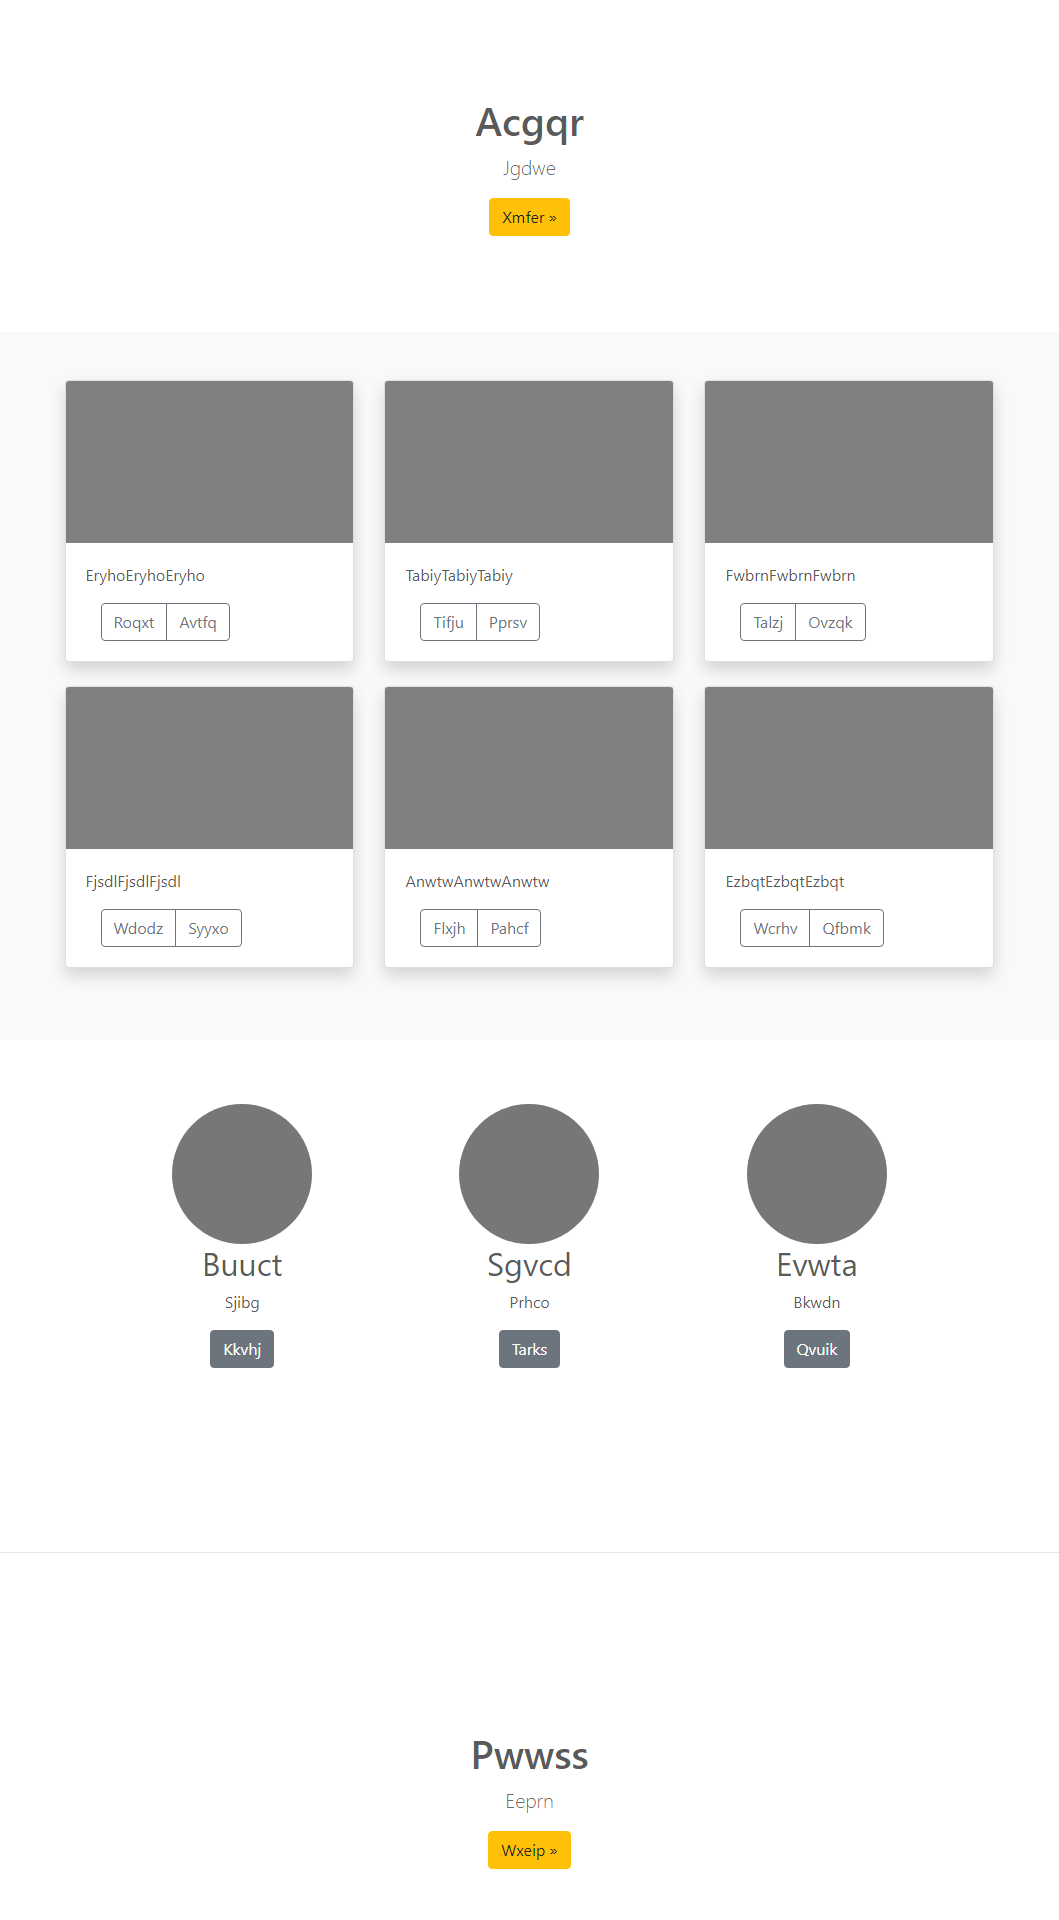 Acgqr
Jgdwe
Xmfer »
EryhoEryhoEryho
Roqxt Avtfq
TabiyTabiyTabiy
Tifju Pprsv
FwbrnFwbrnFwbrn
Talzj Ovzqk
FjsdlFjsdlFjsdl
Wdodz Syyxo
AnwtwAnwtwAnwtw
Flxjh Pahcf
EzbqtEzbqtEzbqt
Wcrhv Qfbmk
Buuct
Sjibg
Kkvhj
Sgvcd
Prhco
Tarks
Evwta
Bkwdn
Qvuik
Pwwss
Eeprn
Wxeip »